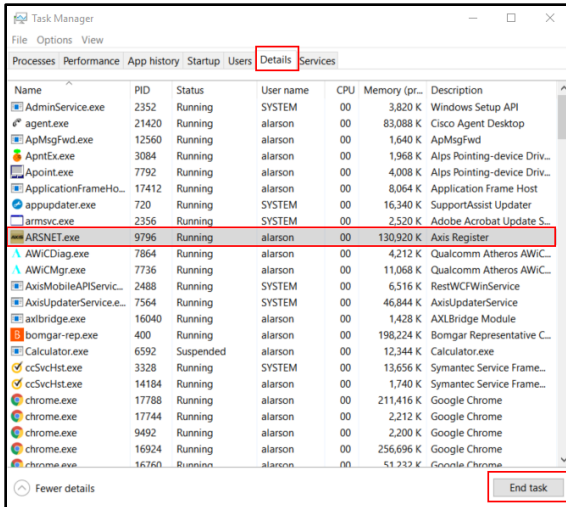 Task Manager
File Options View
Processes Performance App history Startup Users Details Services
Name PID Status User name CPU Memory (pr... Description
AdminService.exe 2352 Running SYSTEM 00 3,820 K Windows Setup API
agent.exe 21420 Running alarson 00 83,088 K Cisco Agent Desktop
ApMsgFwd.exe 12560 Running alarson 00 1,640 K ApMsgFwd
ApntEx.exe 3084 Running alarson 00 1,968 K Alps Pointing-device Driv...
Apoint.exe 7792 Running alarson 00 4,008 K Alps Pointing-device Driv...
ApplicationFrameHo... 17412 Running alarson 00 8,064 K Application Frame Host
appupdater.exe 720 Running SYSTEM 00 16,340 K SupportAssist Updater
armsvc.exe 2356 Running SYSTEM 00 2,520 K Adobe Acrobat Update S...
ARSNET.exe 9796 Running alarson 00 130,920 K Axis Register
AWiCDiag.exe 7864 Running alarson 00 4,212 K Qualcomm Atheros AWiC...
AWiCMgr.exe 7736 Running alarson 00 11,068 K Qualcomm Atheros AWiC...
AxisMobileAPIServic... 2488 Running SYSTEM 00 6,516 K RestWCFWinService
AxisUpdaterService.e... 7564 Running SYSTEM 00 46,844 K AxisUpdaterService
axlbridge.exe 16040 Running alarson 00 1,428 K AXLBridge Module
bomgar-rep.exe 400 Running alarson 00 198,224 K Bomgar Representative C...
Calculator.exe 6592 Suspended alarson 00 12,344 K Calculator.exe
ccSvcHst.exe 3328 Running SYSTEM 00 13,656 K Symantec Service Frame...
ccSvcHst.exe 14184 Running alarson 00 1,740 K Symantec Service Frame...
chrome.exe 17788 Running alarson 00 211,416 K Google Chrome
chrome.exe 17744 Running alarson 00 2,212 K Google Chrome
chrome.exe 9492 Running alarson 00 2,200 K Google Chrome
chrome.exe 16924 Running alarson 00 256,696 K Google Chrome
chrome.exe 16760 Running alarson 00 51,232 K Google Chrome
Fewer details End task